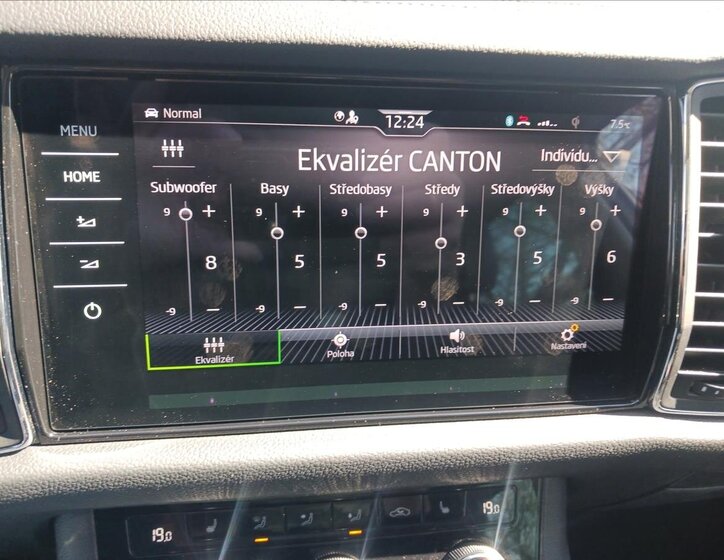 Normal
12:24
7.5°C
MENU
HOME
Ekvalizér CANTON
Individu...
Subwoofer
Basy
Středobasy
Středy
Středovýšky
Výšky
9 +
9 +
9 +
9 +
9 +
9 +
8
5
5
3
5
6
-9 –
-9 –
-9 –
-9 –
-9 –
-9 –
Ekvalizér
Poloha
Hlasitost
Nastavení
19.0
19.0